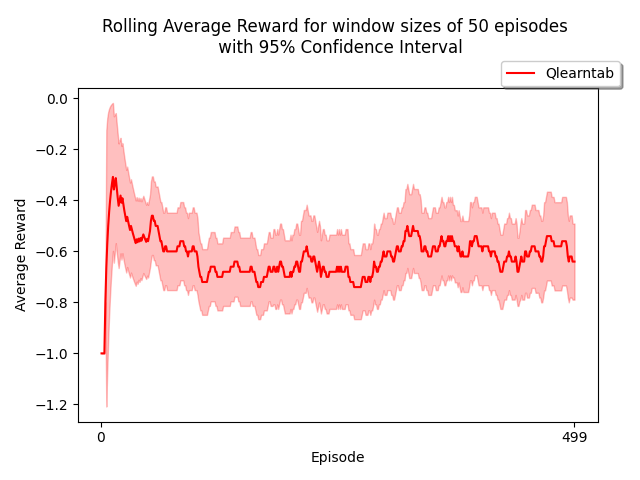 Rolling Average Reward for window sizes of 50 episodes
with 95% Confidence Interval
Qlearntab
0.0
−0.2
−0.4
−0.6
−0.8
−1.0
−1.2
Average Reward
0
499
Episode